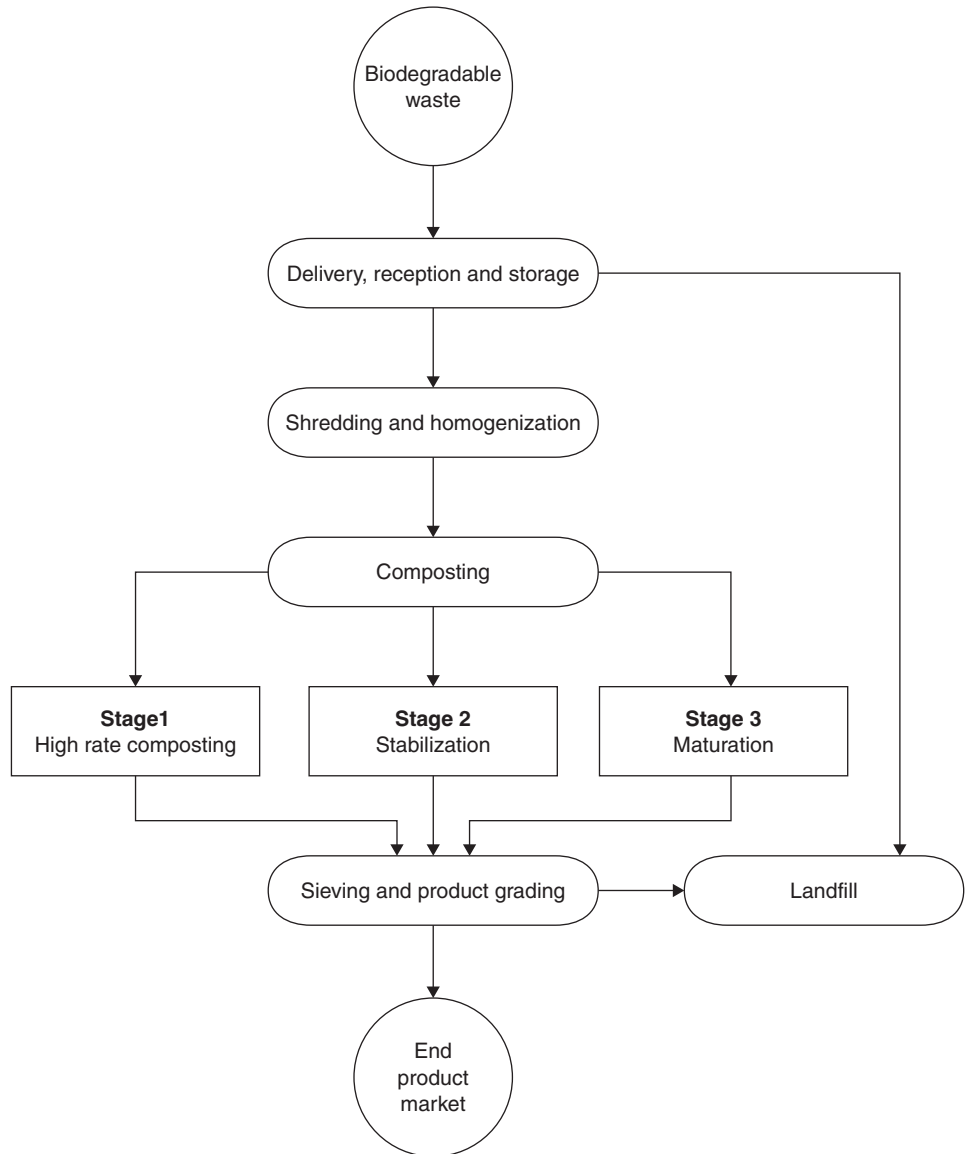 Biodegradable
waste
Delivery, reception and storage
Shredding and homogenization
Composting
Stage1
High rate composting
Stage 2
Stabilization
Stage 3
Maturation
Sieving and product grading
Landfill
End
product
market